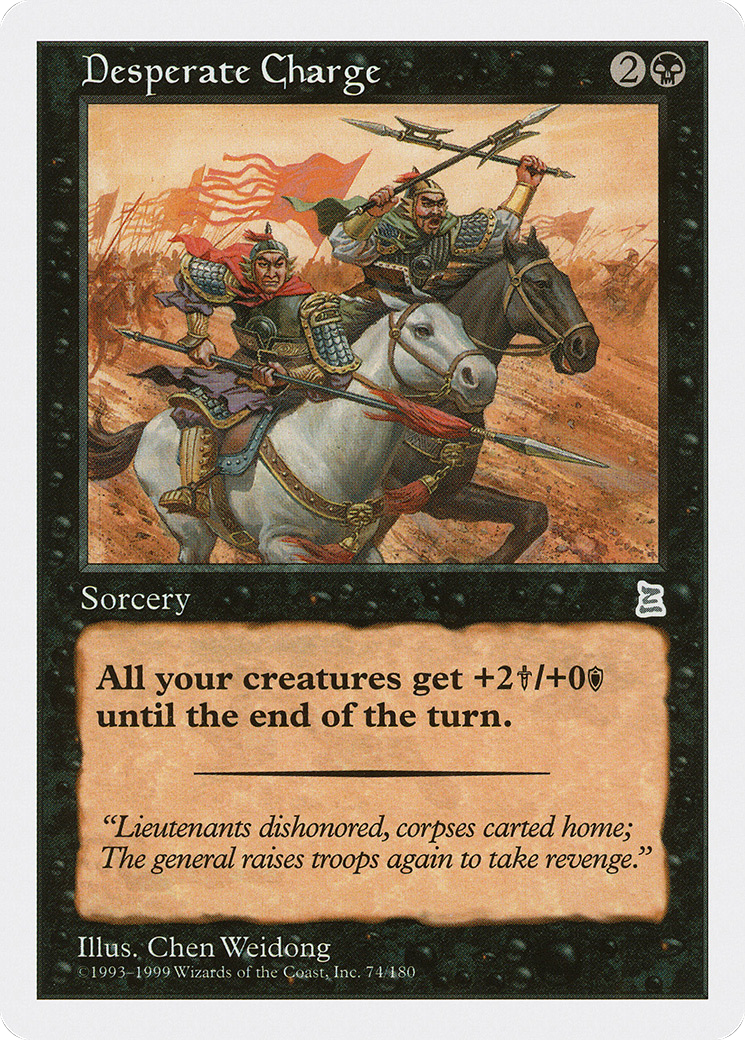 Desperate Charge 2
Sorcery
All your creatures get +2/+0
until the end of the turn.
“Lieutenants dishonored, corpses carted home;
The general raises troops again to take revenge.”
Illus. Chen Weidong
©1993–1999 Wizards of the Coast, Inc. 74/180